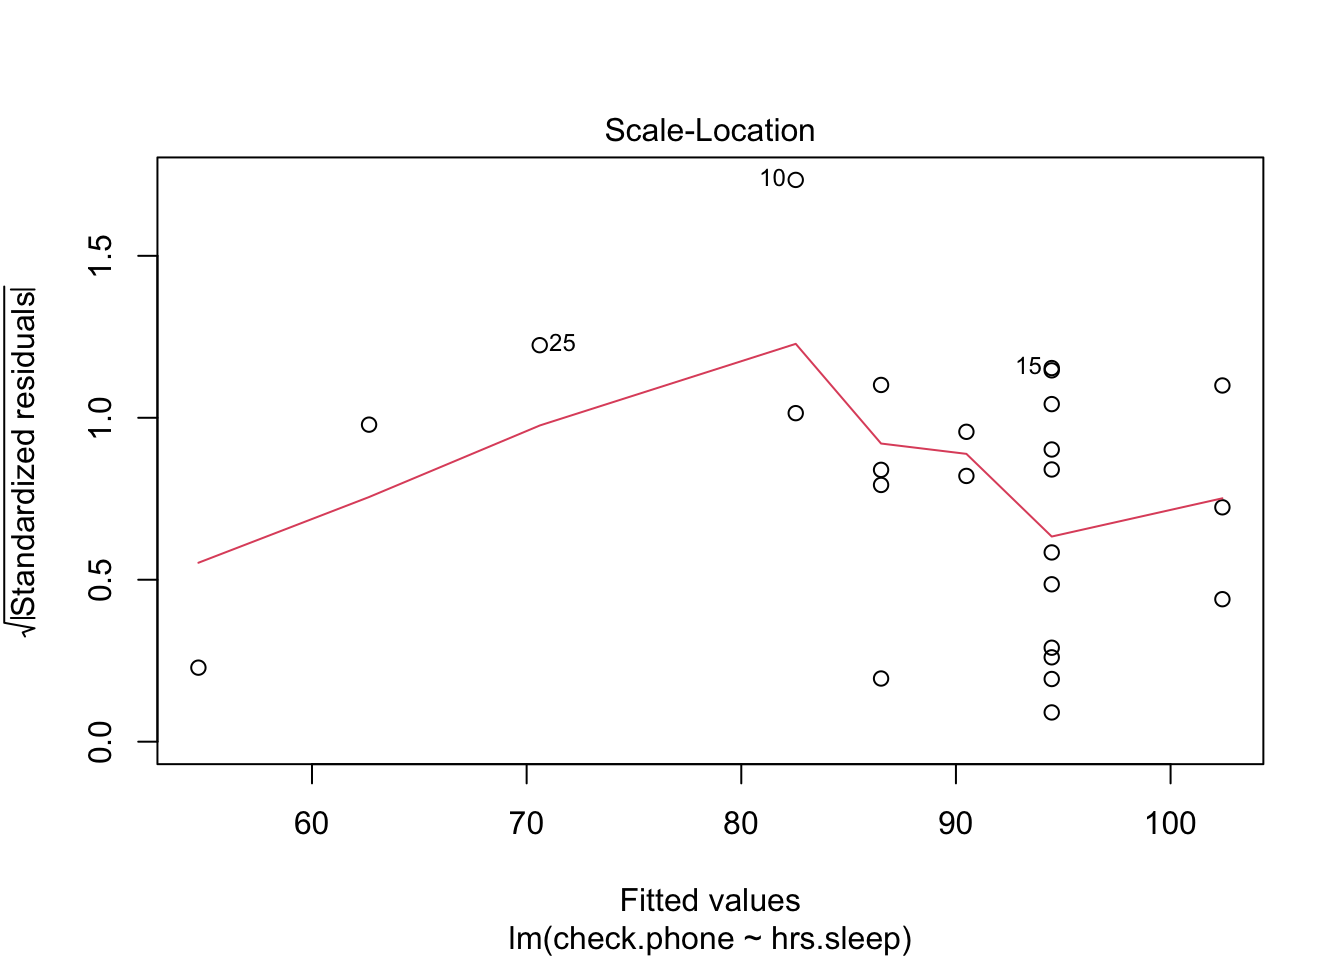 Scale-Location
10
25
15
√|Standardized residuals|
1.5
1.0
0.5
0.0
60 70 80 90 100
Fitted values
lm(check.phone ~ hrs.sleep)